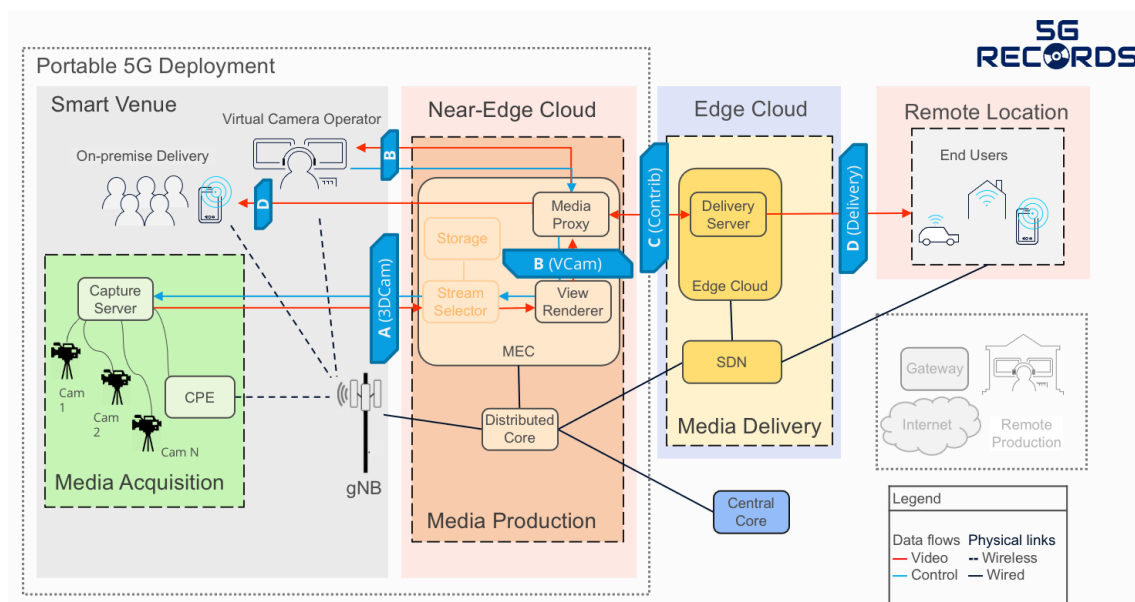 5G
RECORDS
Portable 5G Deployment
Smart Venue
Near-Edge Cloud
Edge Cloud
Remote Location
Virtual Camera Operator
On-premise Delivery
B
D
End Users
Media
Proxy
C (Contrib)
Delivery
Server
D (Delivery)
Storage
B (VCam)
Capture
Server
A (3DCam)
Stream
Selector
View
Renderer
Edge Cloud
MEC
SDN
Cam
1
Cam
2
Cam N
CPE
Gateway
Internet
Remote
Production
Distributed
Core
Media Delivery
Media Acquisition
gNB
Media Production
Central
Core
Legend
Data flows
Physical links
Video
Wireless
Control
Wired